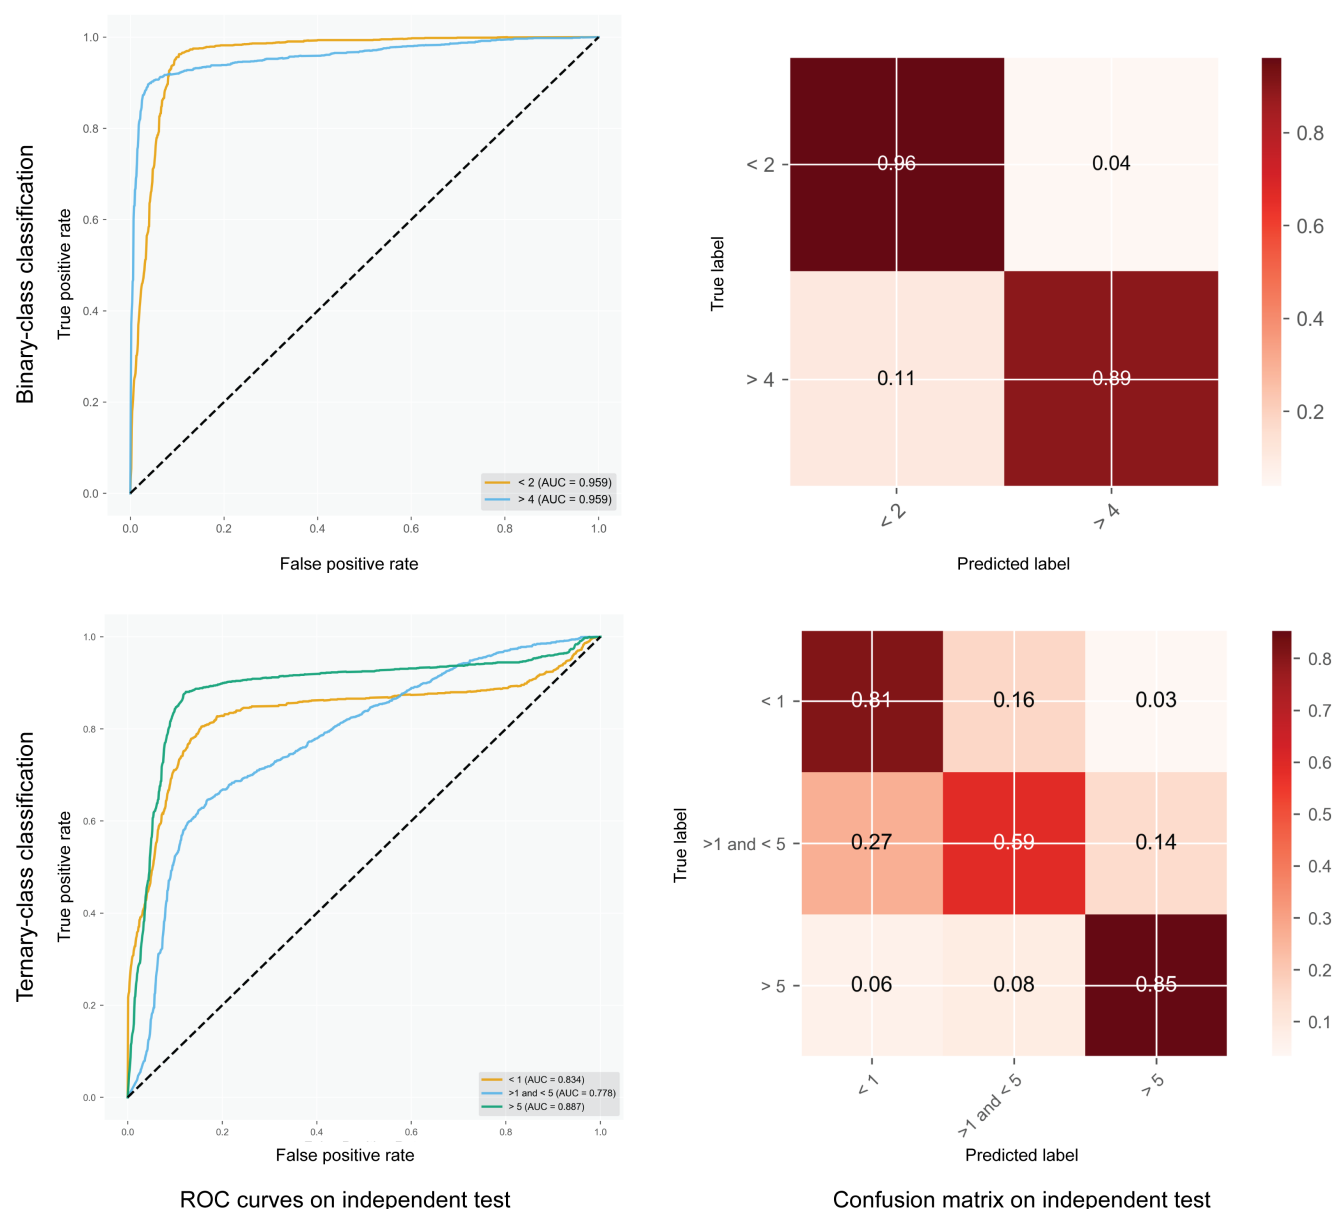 Binary-class classification
True positive rate
1.0
0.8
0.6
0.4
0.2
0.0
0.0 0.2 0.4 0.6 0.8 1.0
False positive rate
< 2 (AUC = 0.959)
> 4 (AUC = 0.959)
True label
< 2
> 4
0.96 0.04
0.11 0.89
< 2 > 4
Predicted label
0.8
0.6
0.4
0.2
Ternary-class classification
True positive rate
1.0
0.8
0.6
0.4
0.2
0.0
0.0 0.2 0.4 0.6 0.8 1.0
False positive rate
< 1 (AUC = 0.834)
>1 and < 5 (AUC = 0.778)
> 5 (AUC = 0.887)
True label
< 1
>1 and < 5
> 5
0.81 0.16 0.03
0.27 0.59 0.14
0.06 0.08 0.85
< 1 >1 and < 5 > 5
Predicted label
0.8
0.7
0.6
0.5
0.4
0.3
0.2
0.1
ROC curves on independent test
Confusion matrix on independent test